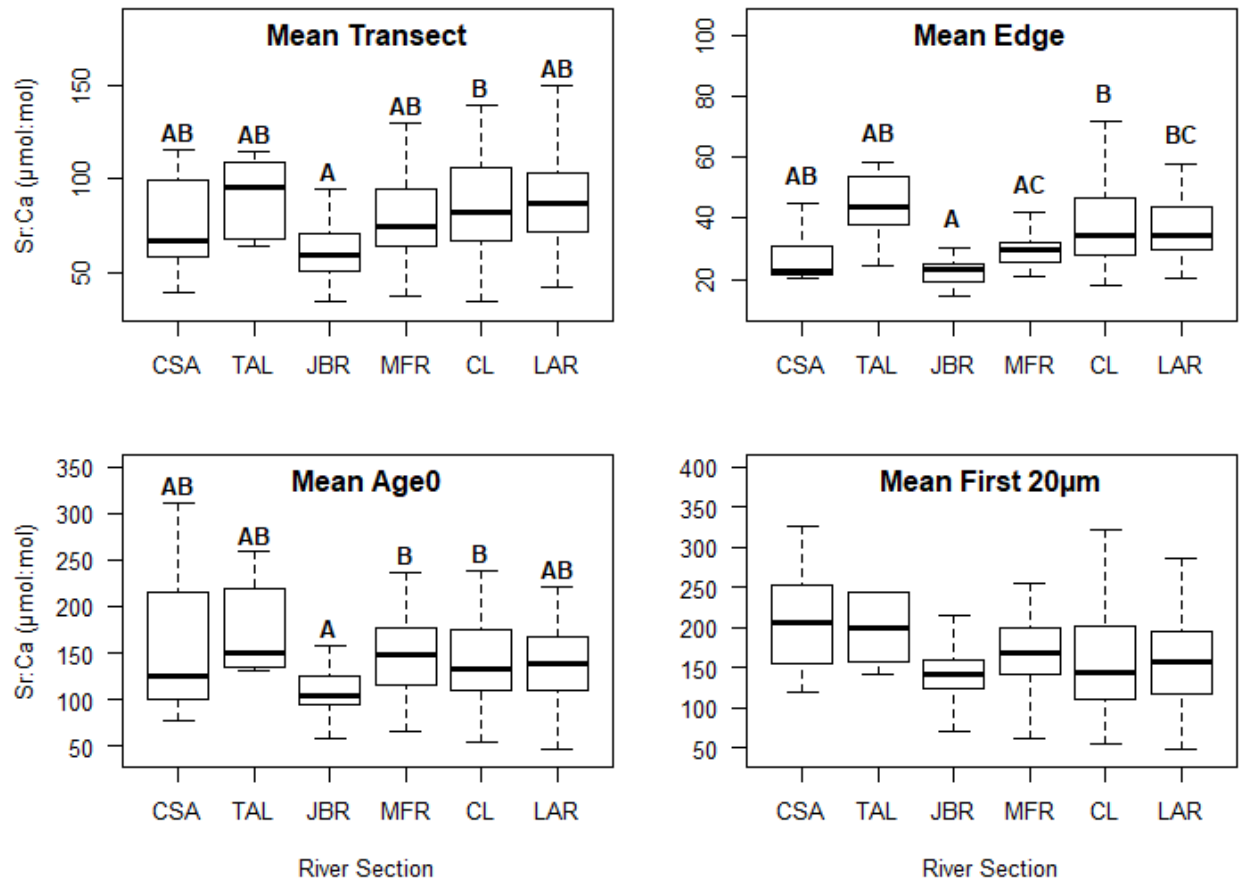 Mean Transect
Sr:Ca (µmol:mol)
150
100
50
AB
AB
A
AB
B
AB
CSA TAL JBR MFR CL LAR
Mean Edge
100
80
60
40
20
AB
AB
A
AC
B
BC
CSA TAL JBR MFR CL LAR
Mean Age0
Sr:Ca (µmol:mol)
350
300
250
200
150
100
50
AB
AB
A
B
B
AB
CSA TAL JBR MFR CL LAR
River Section
Mean First 20µm
400
350
300
250
200
150
100
50
CSA TAL JBR MFR CL LAR
River Section